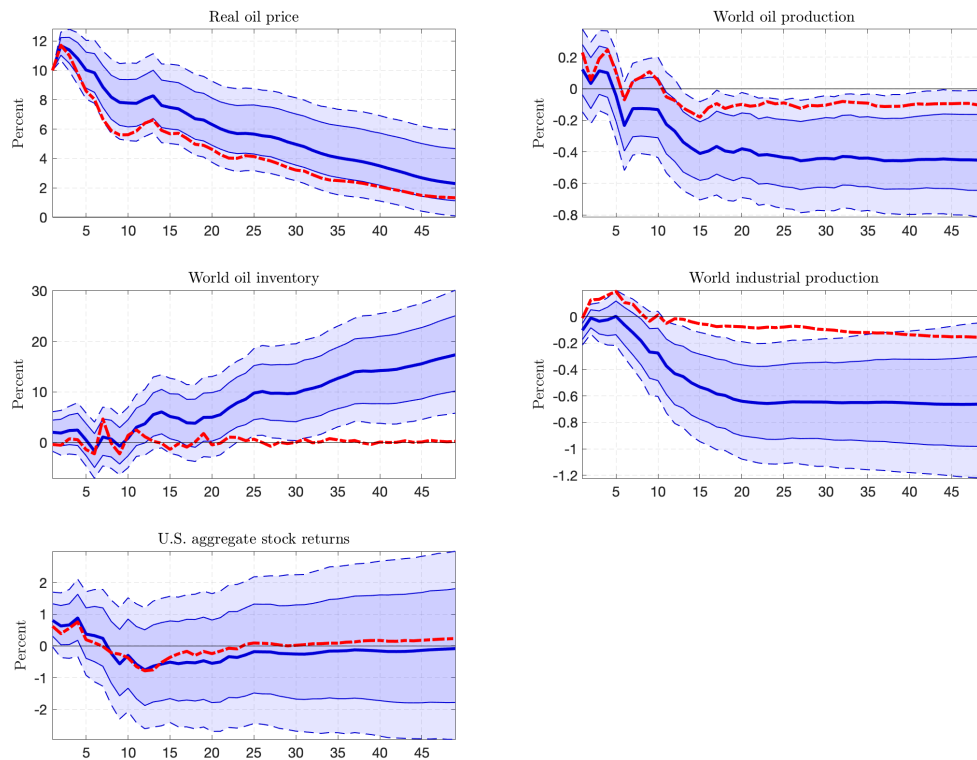 Real oil price
Percent
12
10
8
6
4
2
0
5 10 15 20 25 30 35 40 45
World oil production
Percent
0.2
0
-0.2
-0.4
-0.6
-0.8
5 10 15 20 25 30 35 40 45
World oil inventory
Percent
30
20
10
0
5 10 15 20 25 30 35 40 45
World industrial production
Percent
0
-0.2
-0.4
-0.6
-0.8
-1
-1.2
5 10 15 20 25 30 35 40 45
U.S. aggregate stock returns
Percent
2
1
0
-1
-2
5 10 15 20 25 30 35 40 45